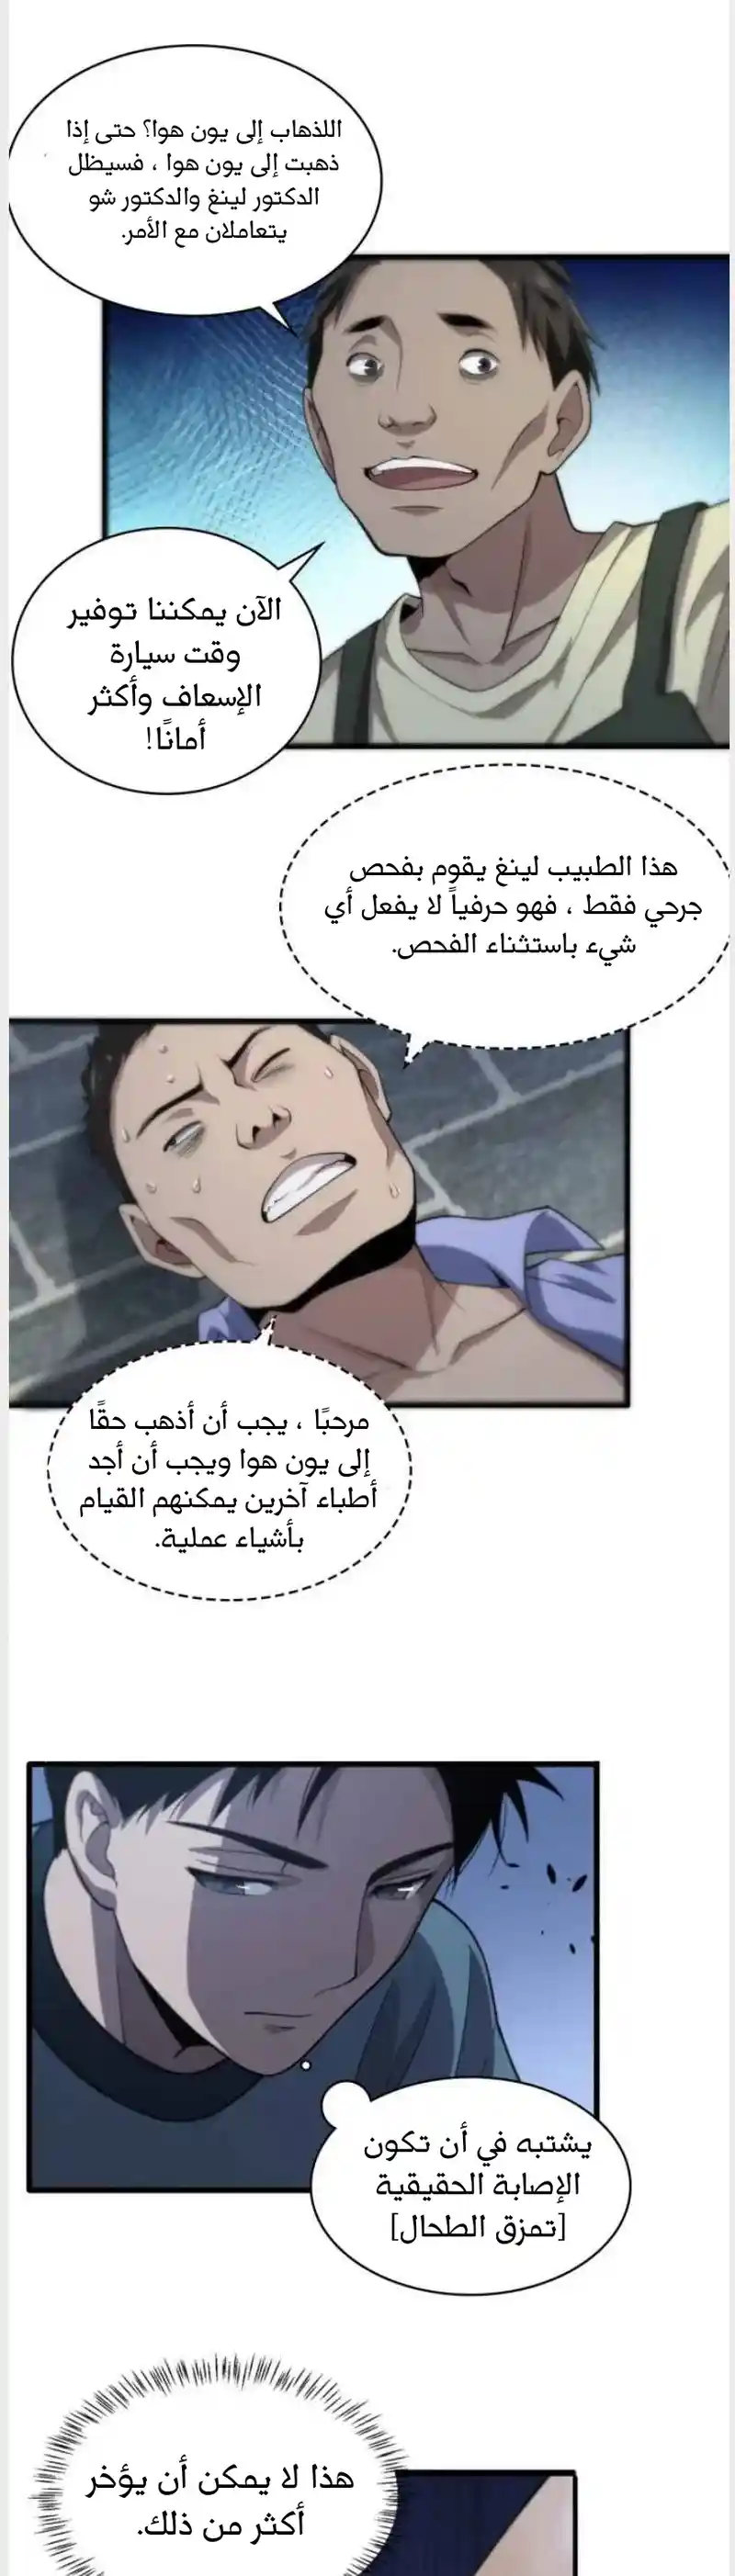 اللذهاب إلى يون هوا؟ حتى إذا
ذهبت إلى يون هوا ، فسيظل
الدكتور لينغ والدكتور شو
يتعاملان مع الأمر.
الآن يمكننا توفير
وقت سيارة
الإسعاف وأكثر
أمانًا!
هذا الطبيب لينغ يقوم بفحص
جرحي فقط ، فهو حرفياً لا يفعل أي
شيء باستثناء الفحص.
مرحبًا ، يجب أن أذهب حقًا
إلى يون هوا ويجب أن أجد
أطباء آخرين يمكنهم القيام
بأشياء عملية.
يشتبه في أن تكون
الإصابة الحقيقية
[تمزق الطحال]
هذا لا يمكن أن يؤخر
أكثر من ذلك.